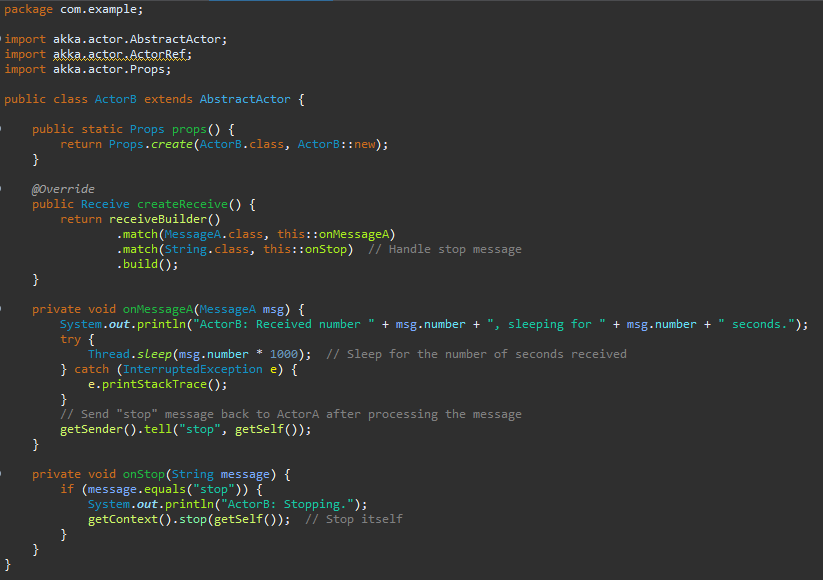 package com.example;
import akka.actor.AbstractActor;
import akka.actor.ActorRef;
import akka.actor.Props;
public class ActorB extends AbstractActor {
public static Props props() {
return Props.create(ActorB.class, ActorB::new);
}
@Override
public Receive createReceive() {
return receiveBuilder()
.match(MessageA.class, this::onMessageA)
.match(String.class, this::onStop)  // Handle stop message
.build();
}
private void onMessageA(MessageA msg) {
System.out.println("ActorB: Received number " + msg.number + ", sleeping for " + msg.number + " seconds.");
try {
Thread.sleep(msg.number * 1000);  // Sleep for the number of seconds received
} catch (InterruptedException e) {
e.printStackTrace();
}
// Send "stop" message back to ActorA after processing the message
getSender().tell("stop", getSelf());
}
private void onStop(String message) {
if (message.equals("stop")) {
System.out.println("ActorB: Stopping.");
getContext().stop(getSelf());  // Stop itself
}
}
}